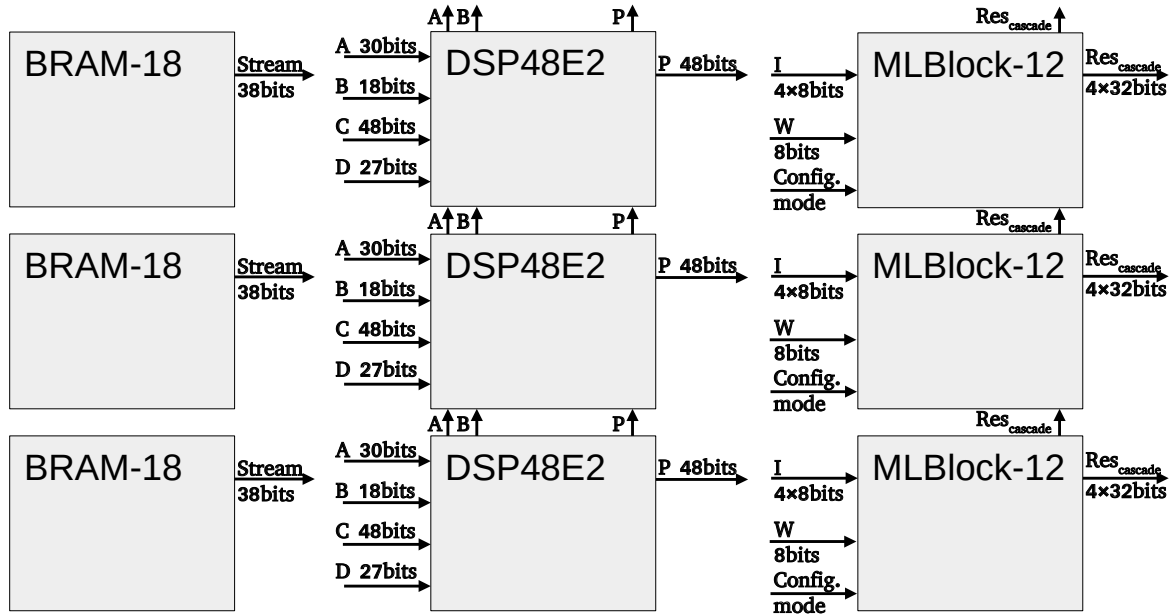 A B P Res_cascade
BRAM-18 Stream 38bits
A 30bits
B 18bits
C 48bits
D 27bits
DSP48E2
P 48bits
I
4×8bits
W
8bits
Config.
mode
MLBlock-12
Res_cascade
4×32bits
A B P Res_cascade
BRAM-18 Stream 38bits
A 30bits
B 18bits
C 48bits
D 27bits
DSP48E2
P 48bits
I
4×8bits
W
8bits
Config.
mode
MLBlock-12
Res_cascade
4×32bits
A B P Res_cascade
BRAM-18 Stream 38bits
A 30bits
B 18bits
C 48bits
D 27bits
DSP48E2
P 48bits
I
4×8bits
W
8bits
Config.
mode
MLBlock-12
Res_cascade
4×32bits